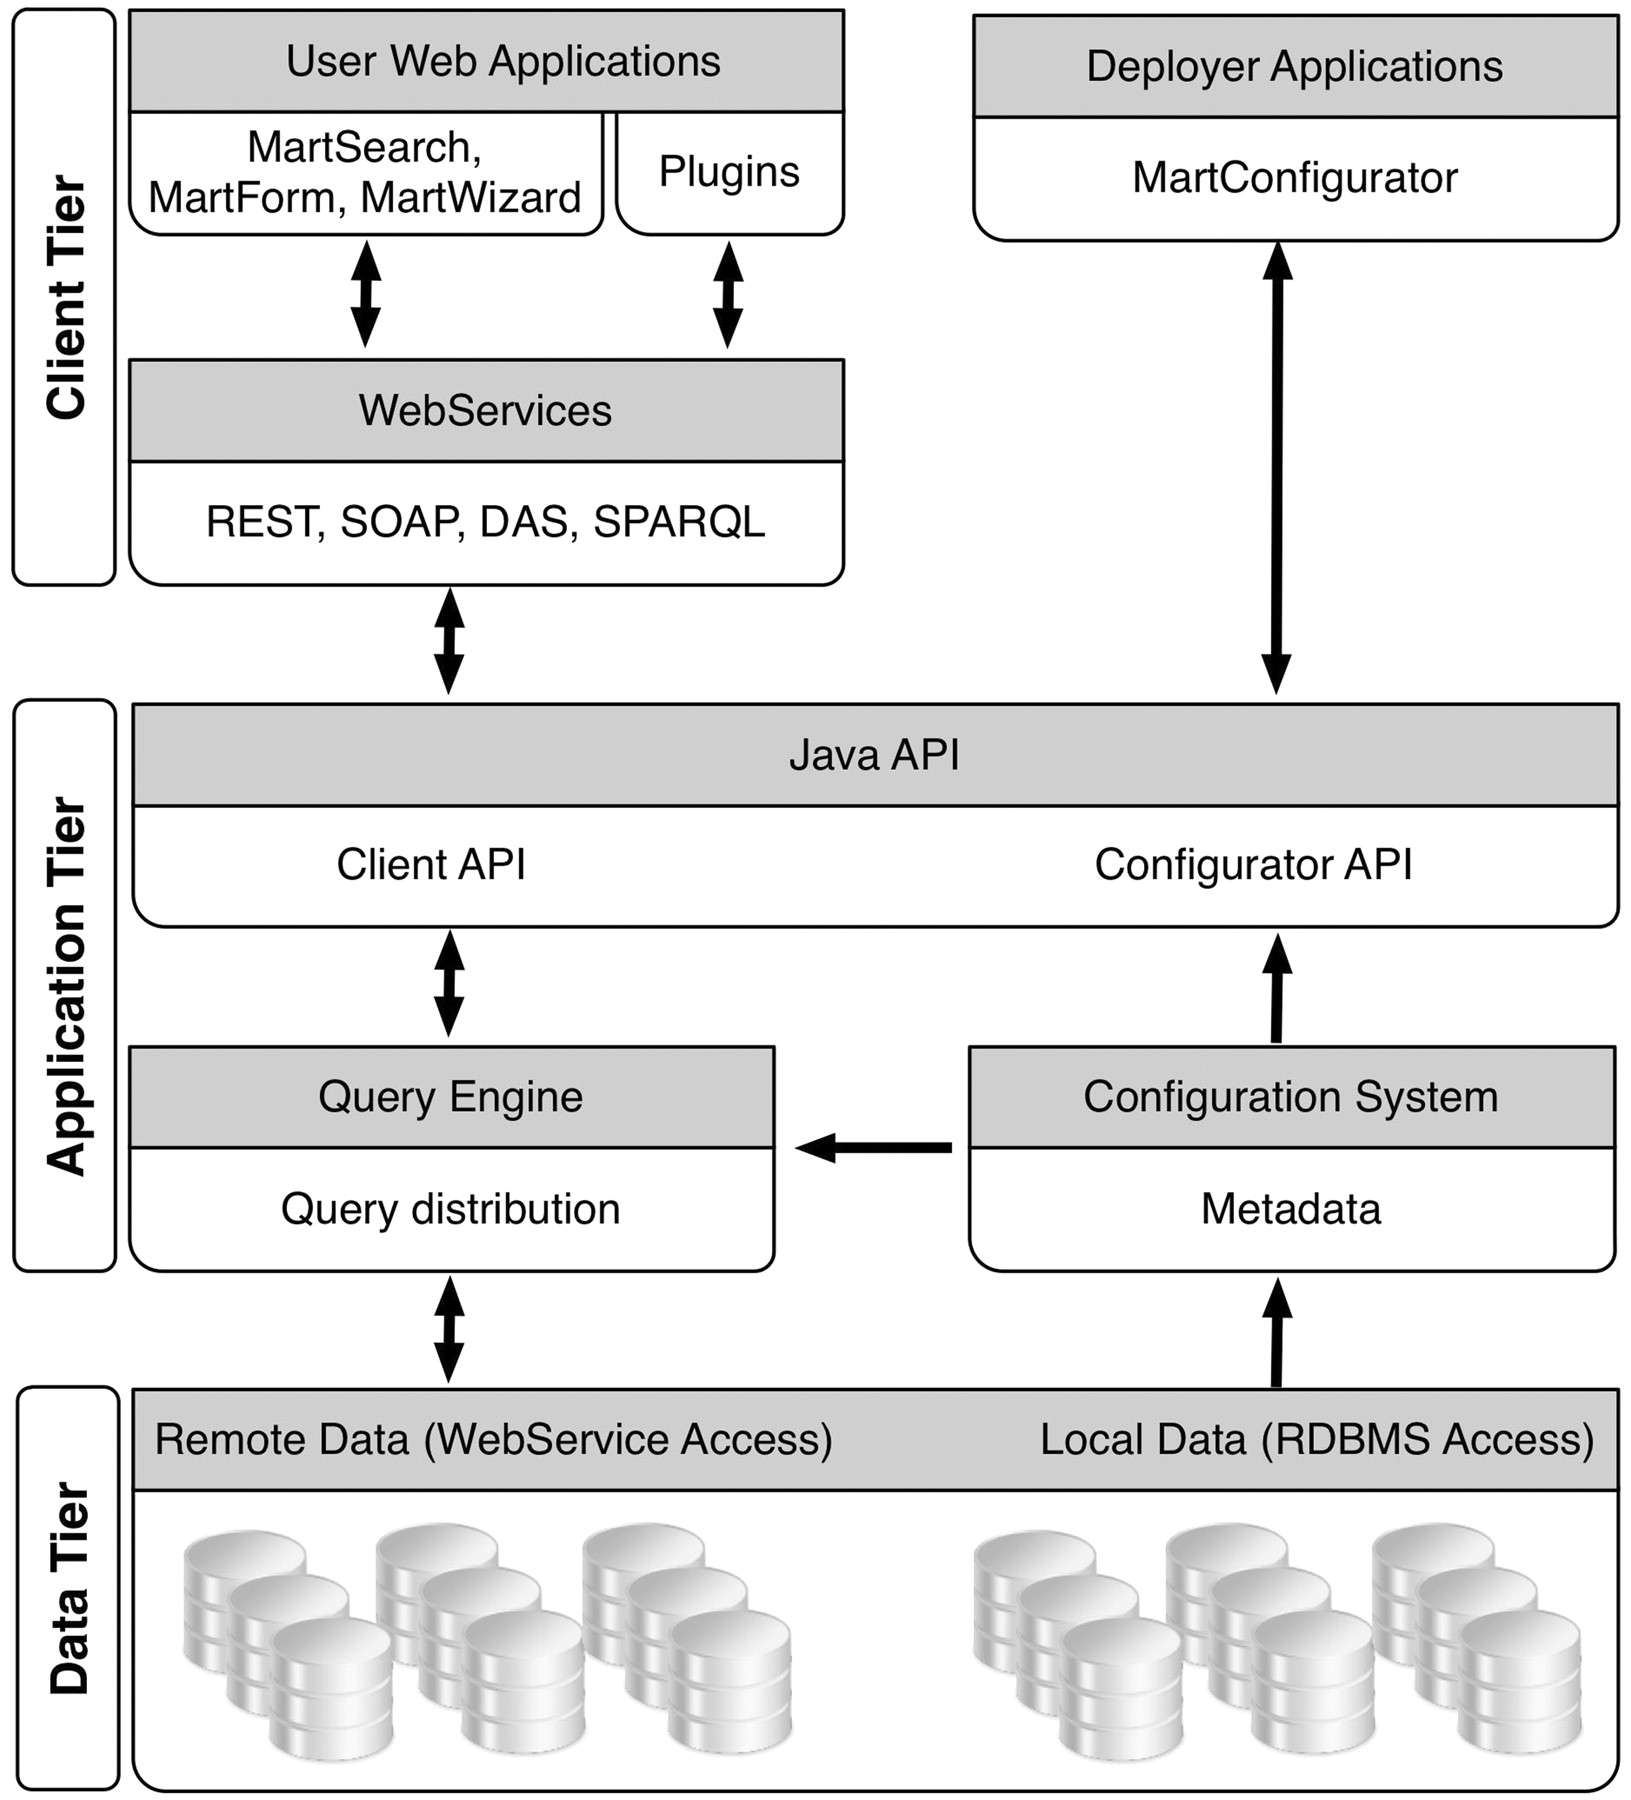 Client Tier
User Web Applications
MartSearch,
MartForm, MartWizard
Plugins
Deployer Applications
MartConfigurator
WebServices
REST, SOAP, DAS, SPARQL
Application Tier
Java API
Client API
Configurator API
Query Engine
Query distribution
Configuration System
Metadata
Data Tier
Remote Data (WebService Access)
Local Data (RDBMS Access)